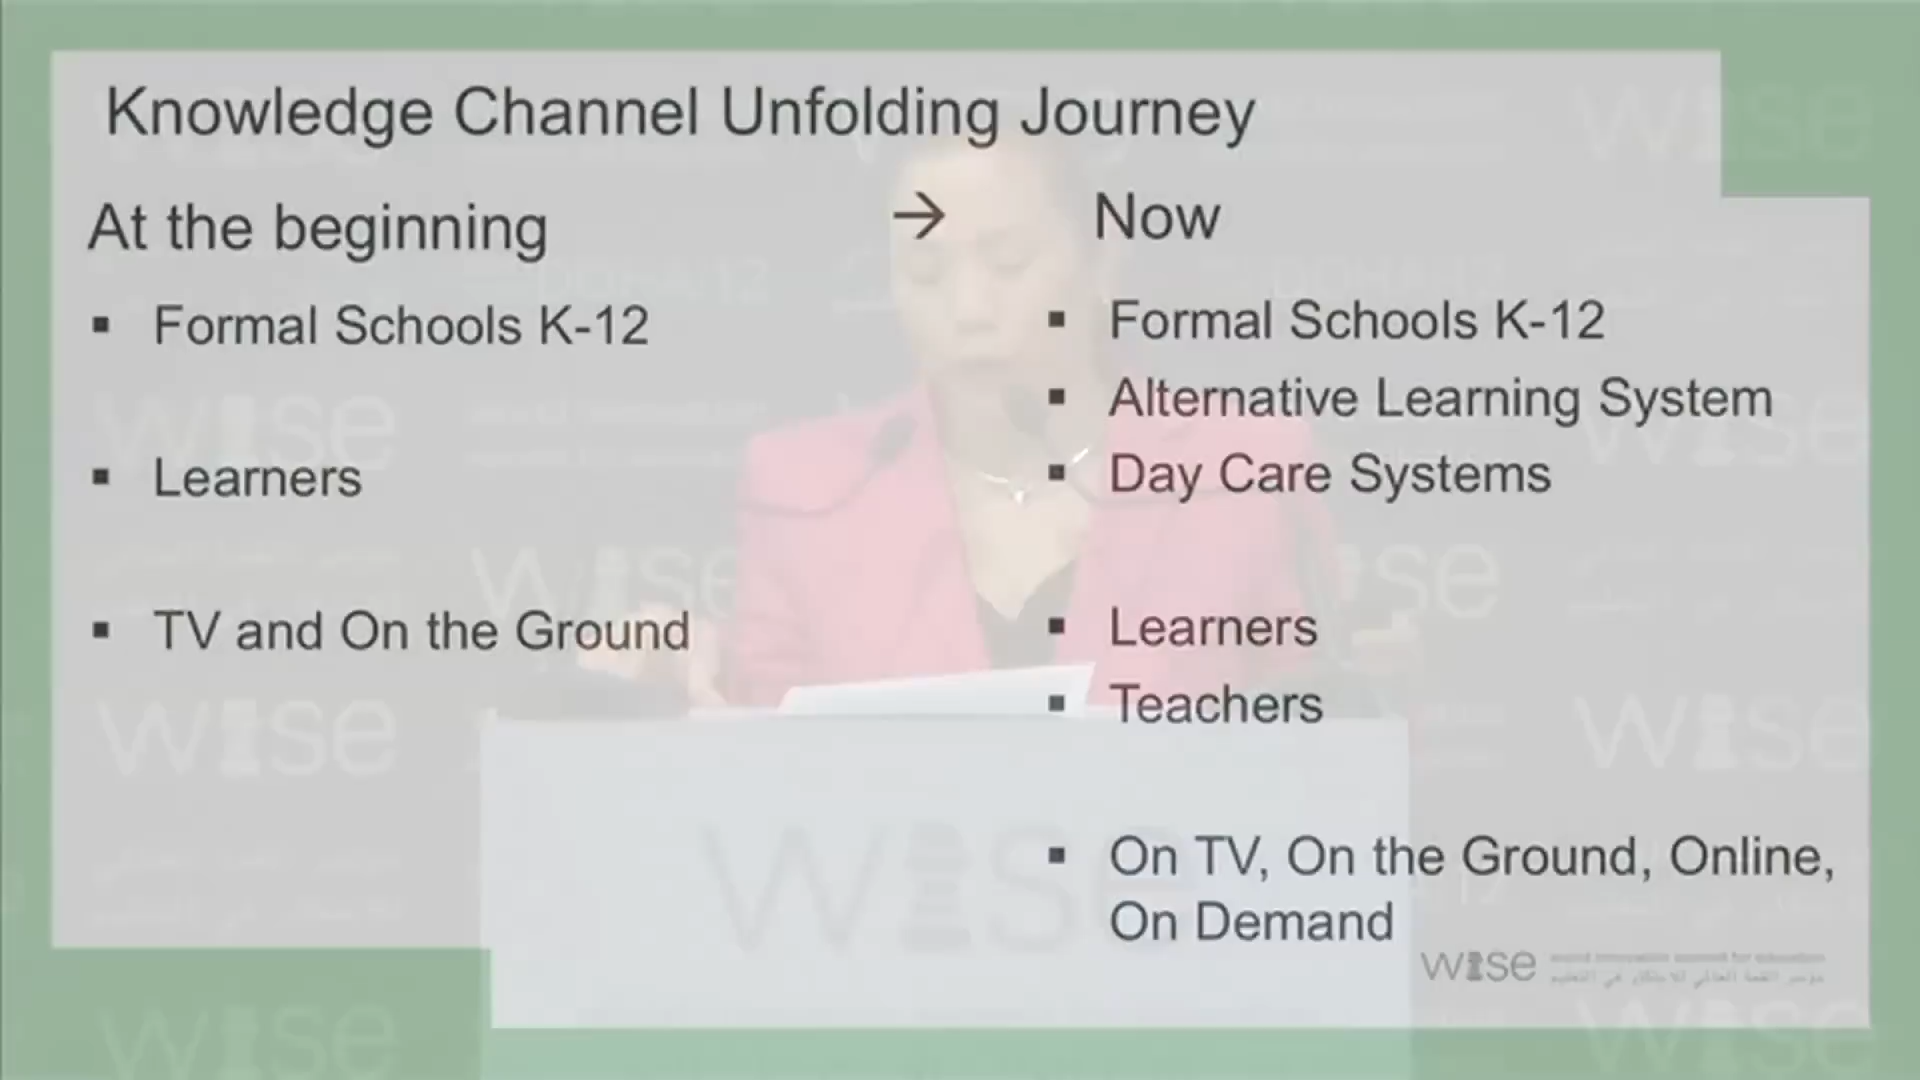 Knowledge Channel Unfolding Journey
At the beginning
→
Now
▪ Formal Schools K-12
▪ Learners
▪ TV and On the Ground
▪ Formal Schools K-12
▪ Alternative Learning System
▪ Day Care Systems
▪ Learners
▪ Teachers
▪ On TV, On the Ground, Online,
On Demand
wise